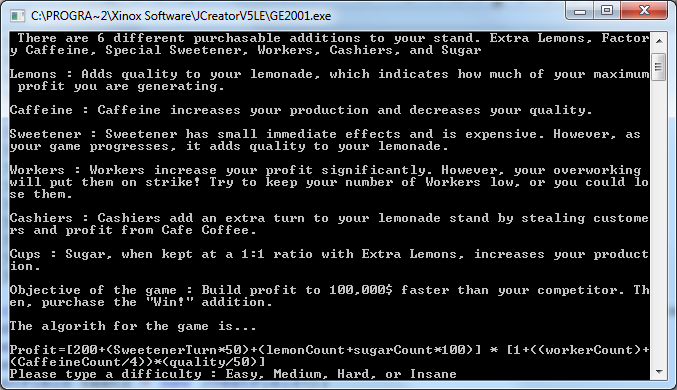 C:\PROGRA~2\Xinox Software\JCreatorV5LE\GE2001.exe
There are 6 different purchasable additions to your stand. Extra Lemons, Factor
y Caffeine, Special Sweetener, Workers, Cashiers, and Sugar
Lemons : Adds quality to your lemonade, which indicates how much of your maximum
profit you are generating.
Caffeine : Caffeine increases your production and decreases your quality.
Sweetener : Sweetener has small immediate effects and is expensive. However, as
your game progresses, it adds quality to your lemonade.
Workers : Workers increase your profit significantly. However, your overworking
will put them on strike! Try to keep your number of Workers low, or you could lo
se them.
Cashiers : Cashiers add an extra turn to your lemonade stand by stealing custome
rs and profit from Cafe Coffee.
Cups : Sugar, when kept at a 1:1 ratio with Extra Lemons, increases your product
ion.
Objective of the game : Build profit to 100,000$ faster than your competitor. Th
en, purchase the "Win!" addition.
The algorith for the game is...
Profit=[200+(SweetenerTurn*50)+(lemonCount+sugarCount*100)] * [1+((workerCount)+
(CaffeineCount/4))*(quality/50)]
Please type a difficulty : Easy, Medium, Hard, or Insane